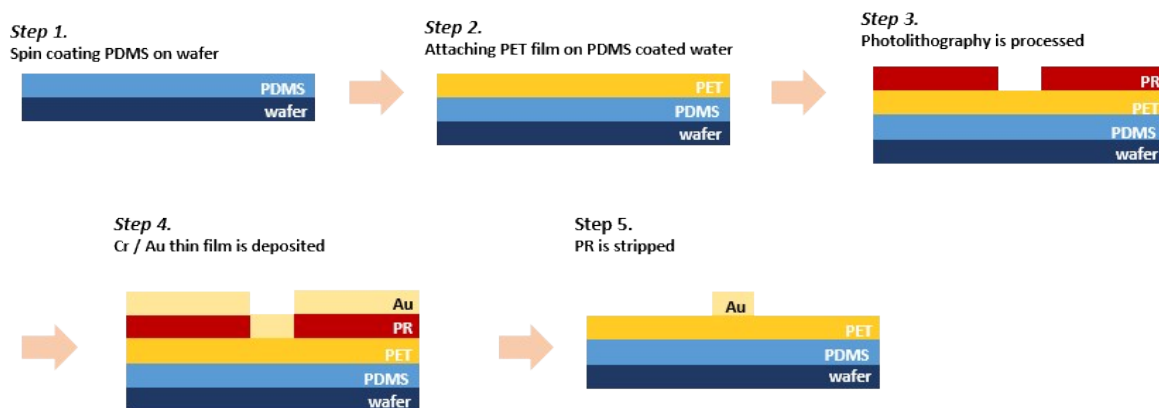 Step 1.
Spin coating PDMS on wafer
PDMS
wafer
Step 2.
Attaching PET film on PDMS coated water
PET
PDMS
wafer
Step 3.
Photolithography is processed
PR
PET
PDMS
wafer
Step 4.
Cr / Au thin film is deposited
Au
PR
PET
PDMS
wafer
Step 5.
PR is stripped
Au
PET
PDMS
wafer